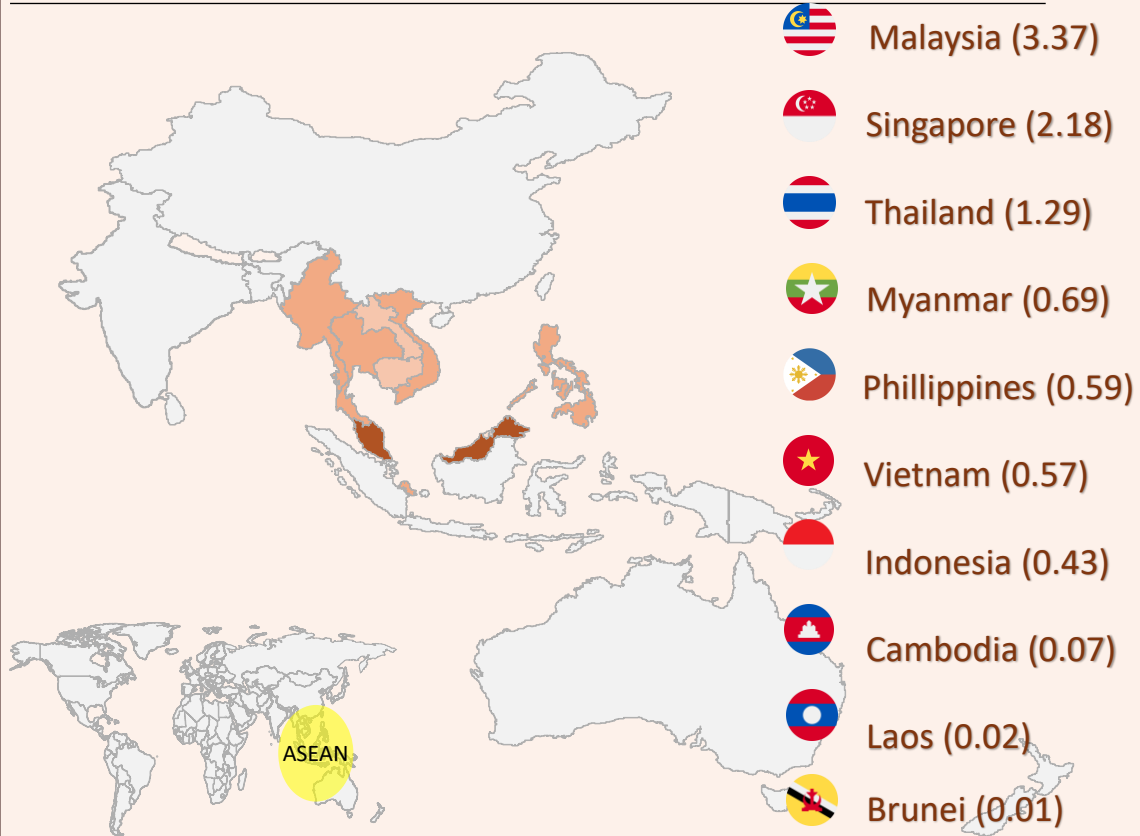 Malaysia (3.37)
Singapore (2.18)
Thailand (1.29)
Myanmar (0.69)
Phillippines (0.59)
Vietnam (0.57)
Indonesia (0.43)
Cambodia (0.07)
Laos (0.02)
Brunei (0.01)
ASEAN